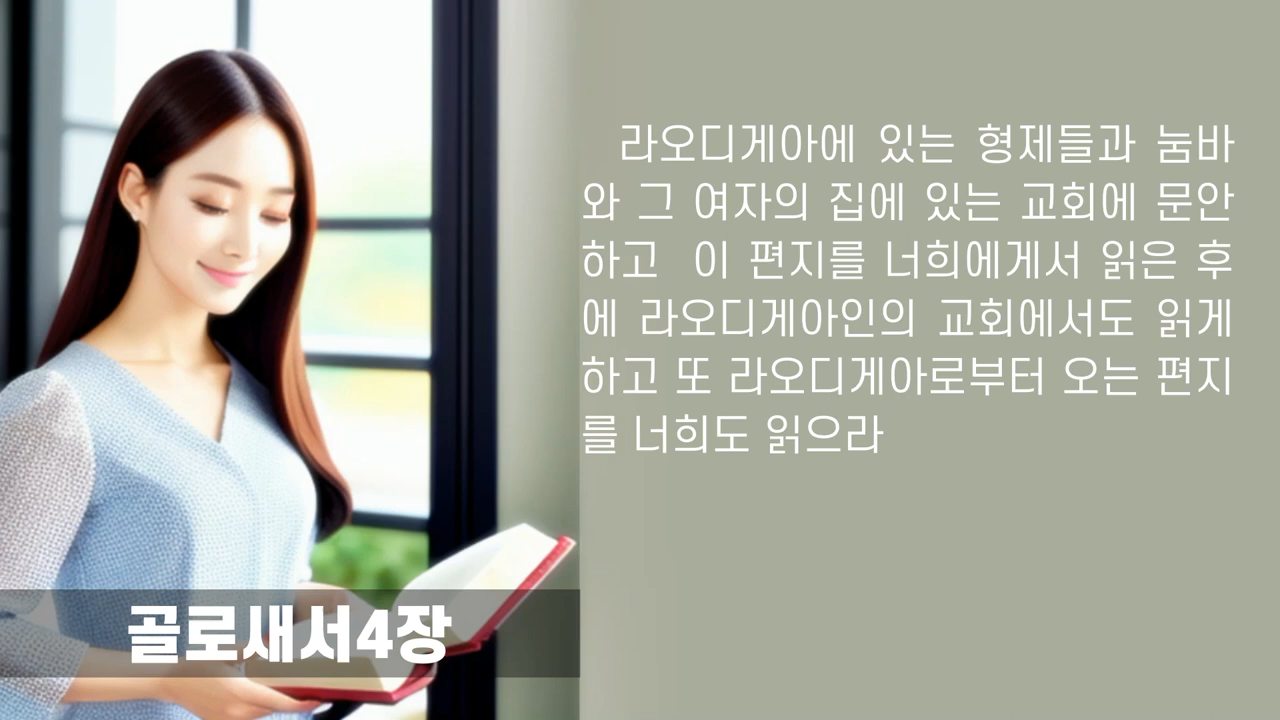 라오디게아에 있는 형제들과 눔바
와 그 여자의 집에 있는 교회에 문안
하고 이 편지를 너희에게서 읽은 후
에 라오디게아인의 교회에서도 읽게
하고 또 라오디게아로부터 오는 편지
를 너희도 읽으라
골로새서4장